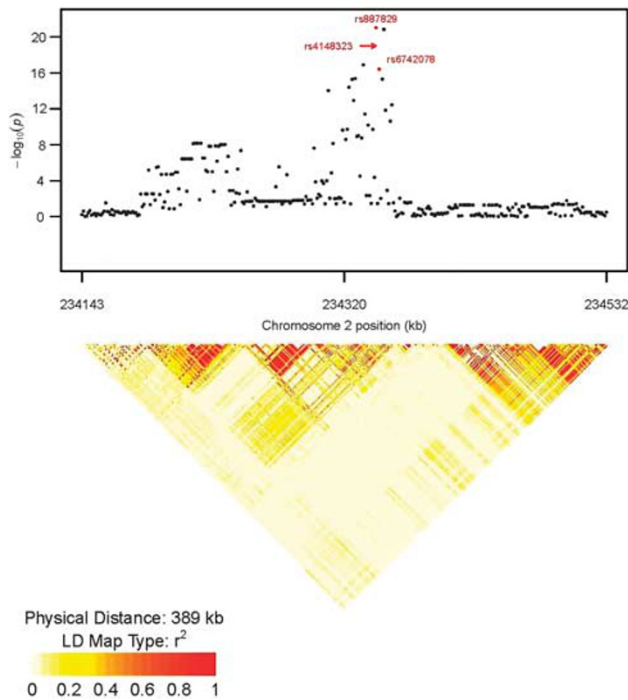 rs887829
rs4148323
rs6742078
20
16
12
8
4
0
−log10(p)
234143 234320 234532
Chromosome 2 position (kb)
Physical Distance: 389 kb
LD Map Type: r²
0 0.2 0.4 0.6 0.8 1